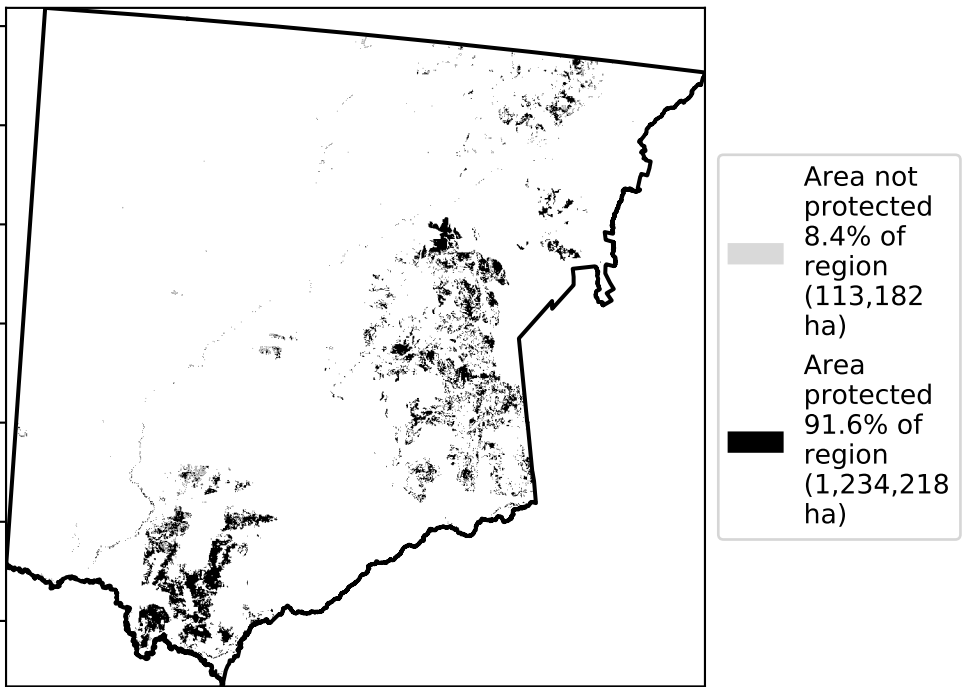 Area not
protected
8.4% of
region
(113,182
ha)
Area
protected
91.6% of
region
(1,234,218
ha)